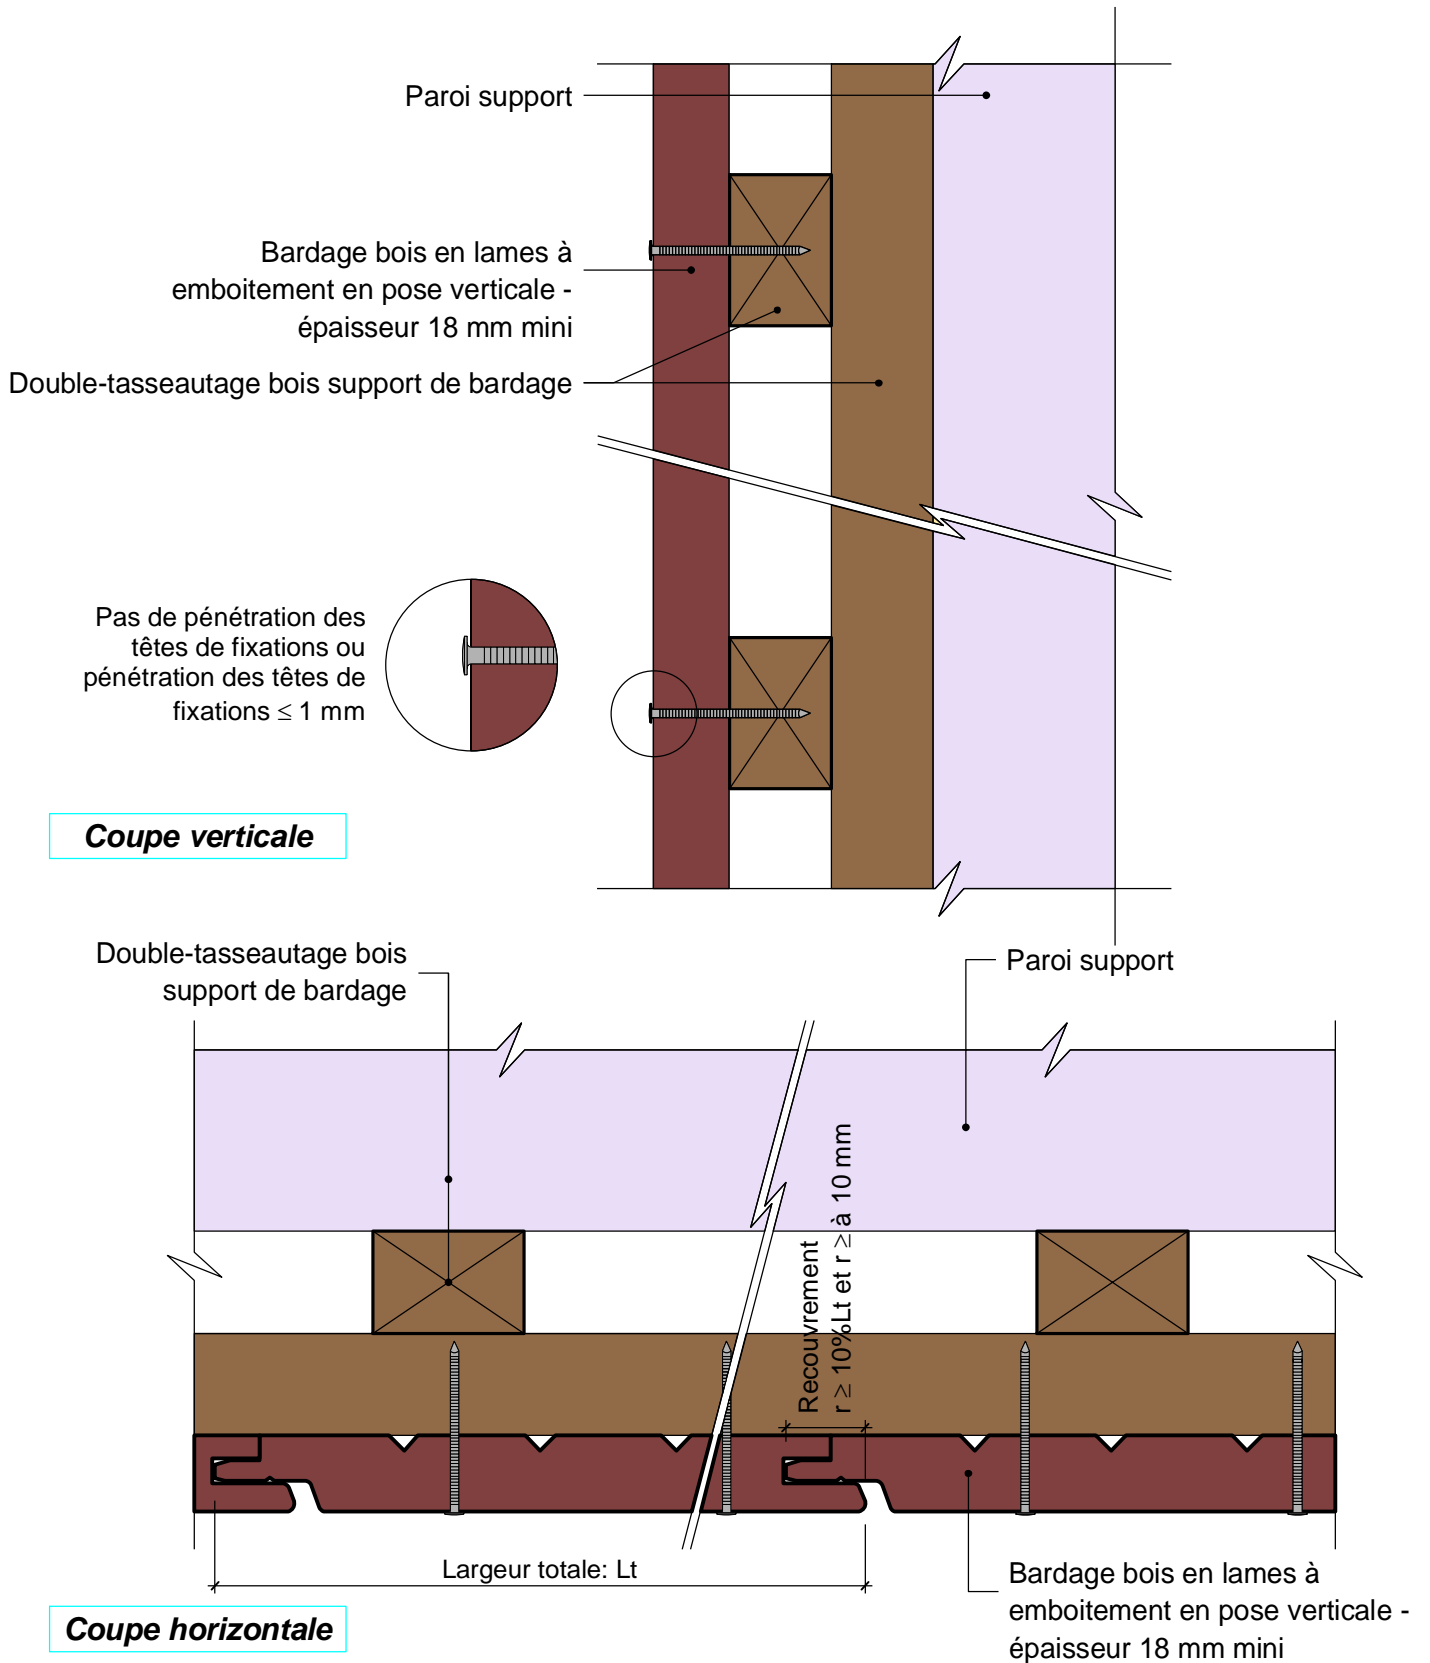 Paroi support
Bardage bois en lames à
emboitement en pose verticale -
épaisseur 18 mm mini
Double-tasseautage bois support de bardage
Pas de pénétration des
têtes de fixations ou
pénétration des têtes de
fixations ≤ 1 mm
Coupe verticale
Double-tasseautage bois
support de bardage
Paroi support
Recouvrement
r ≥ 10%Lt et r ≥ à 10 mm
Largeur totale: Lt
Bardage bois en lames à
emboitement en pose verticale -
épaisseur 18 mm mini
Coupe horizontale